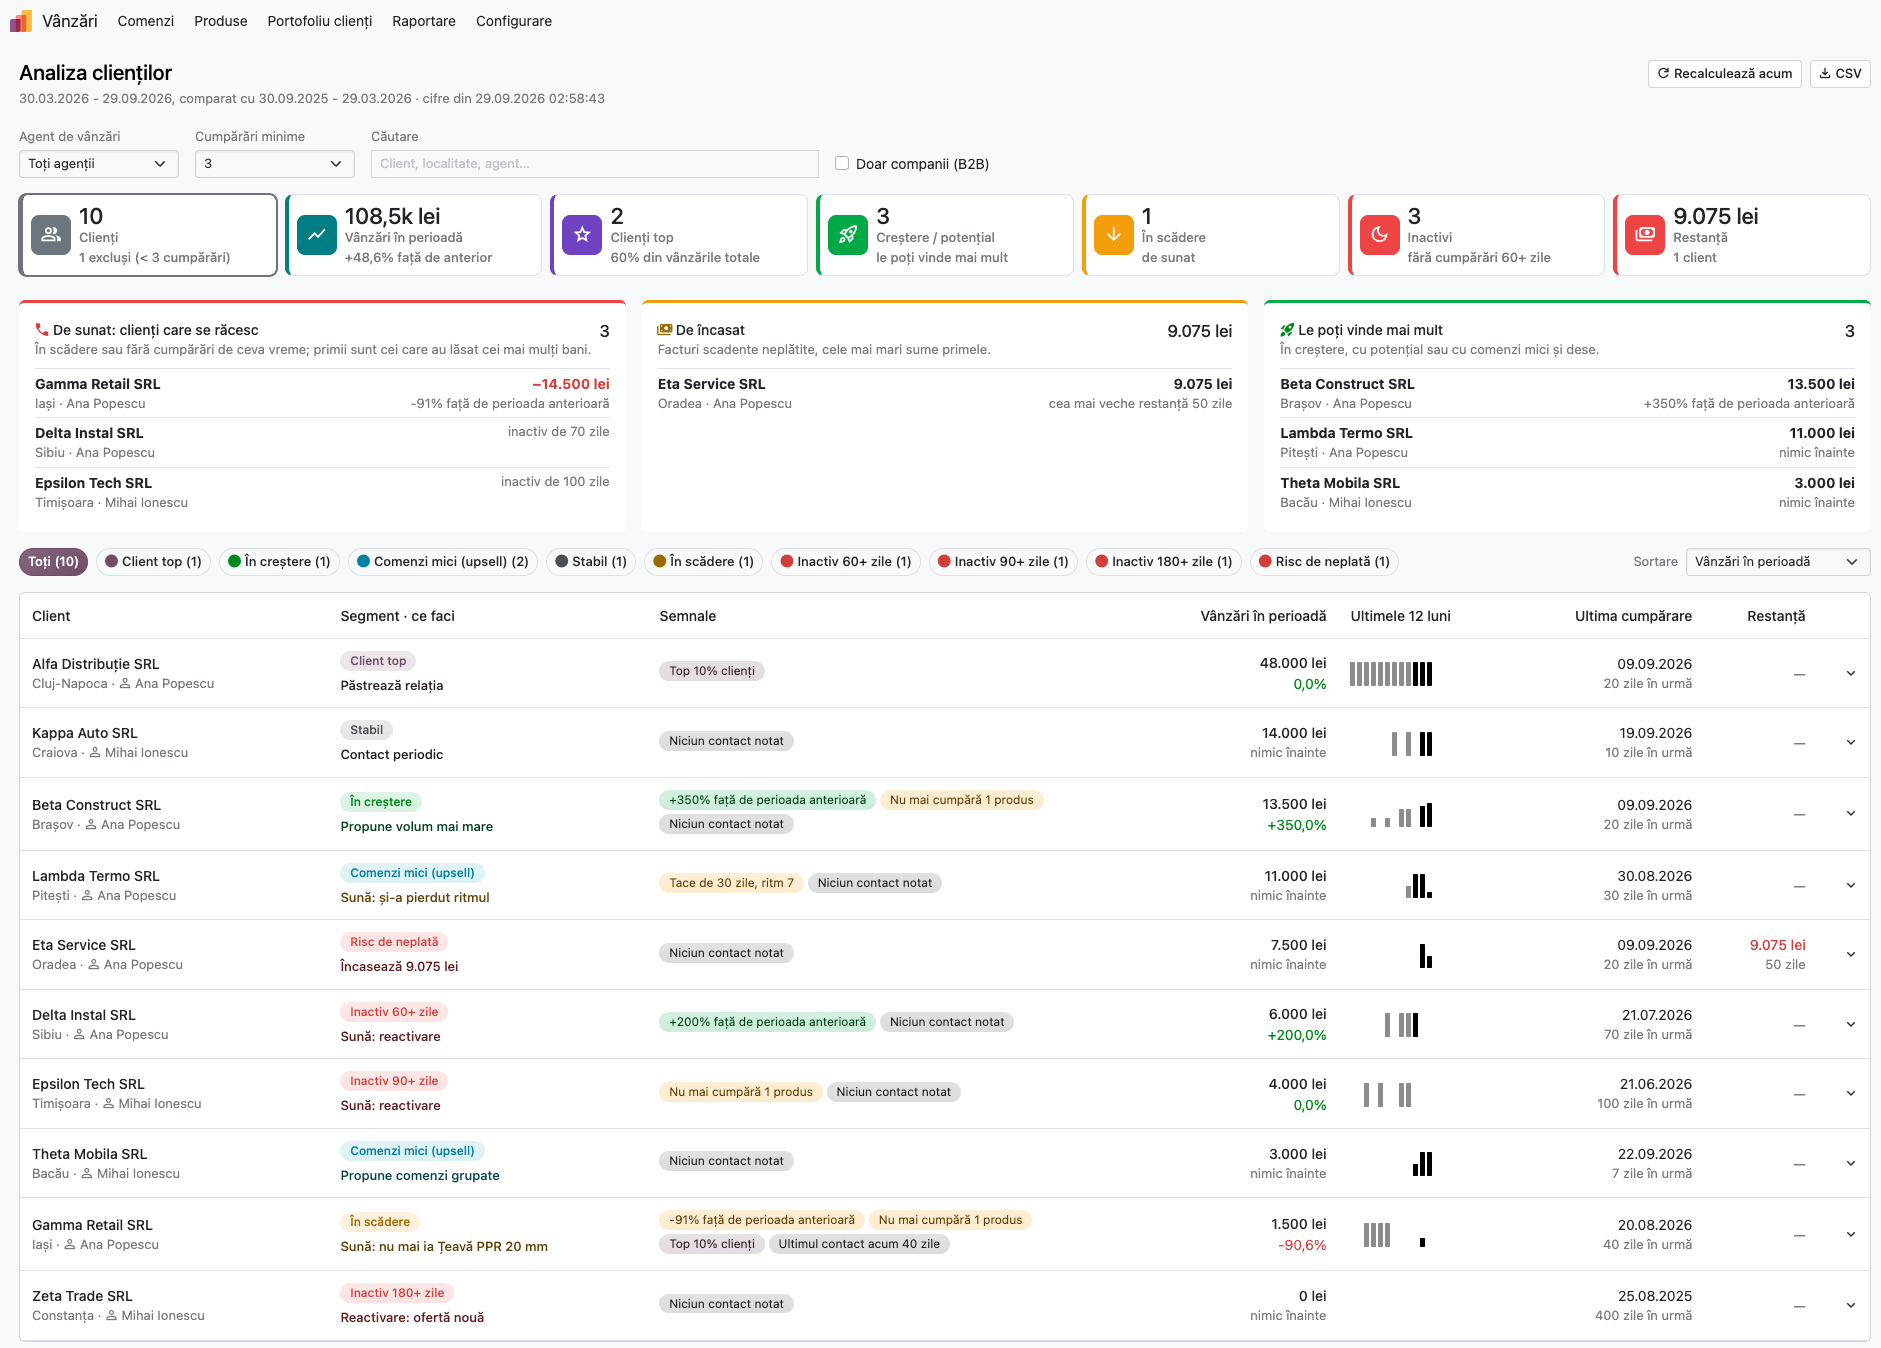 Vânzări Comenzi Produse Portofoliu clienți Raportare Configurare
Analiza clienților
30.03.2026 - 29.09.2026, comparat cu 30.09.2025 - 29.03.2026 · cifre din 29.09.2026 02:58:43
Recalculează acum CSV
Agent de vânzări Cumpărări minime Căutare
Toți agenții 3 Client, localitate, agent... Doar companii (B2B)
10
Clienți
1 excluși (< 3 cumpărări)
108,5k lei
Vânzări în perioadă
+48,6% față de anterior
2
Clienți top
60% din vânzările totale
3
Creștere / potențial
le poți vinde mai mult
1
În scădere
de sunat
3
Inactivi
fără cumpărări 60+ zile
9.075 lei
Restanță
1 client
De sunat: clienți care se răcesc 3
În scădere sau fără cumpărări de ceva vreme; primii sunt cei care au lăsat cei mai mulți bani.
Gamma Retail SRL −14.500 lei
Iași · Ana Popescu -91% față de perioada anterioară
Delta Instal SRL inactiv de 70 zile
Sibiu · Ana Popescu
Epsilon Tech SRL inactiv de 100 zile
Timișoara · Mihai Ionescu
De încasat 9.075 lei
Facturi scadente neplătite, cele mai mari sume primele.
Eta Service SRL 9.075 lei
Oradea · Ana Popescu cea mai veche restanță 50 zile
Le poți vinde mai mult 3
În creștere, cu potențial sau cu comenzi mici și dese.
Beta Construct SRL 13.500 lei
Brașov · Ana Popescu +350% față de perioada anterioară
Lambda Termo SRL 11.000 lei
Pitești · Ana Popescu nimic înainte
Theta Mobila SRL 3.000 lei
Bacău · Mihai Ionescu nimic înainte
Toți (10) Client top (1) În creștere (1) Comenzi mici (upsell) (2) Stabil (1) În scădere (1) Inactiv 60+ zile (1) Inactiv 90+ zile (1) Inactiv 180+ zile (1) Risc de neplată (1) Sortare Vânzări în perioadă
Client Segment · ce faci Semnale Vânzări în perioadă Ultimele 12 luni Ultima cumpărare Restanță
Alfa Distribuție SRL Client top Top 10% clienți 48.000 lei 09.09.2026 —
Cluj-Napoca · Ana Popescu Păstrează relația 0,0% 20 zile în urmă
Kappa Auto SRL Stabil Niciun contact notat 14.000 lei 19.09.2026 —
Craiova · Mihai Ionescu Contact periodic nimic înainte 10 zile în urmă
Beta Construct SRL În creștere +350% față de perioada anterioară Nu mai cumpără 1 produs 13.500 lei 09.09.2026 —
Brașov · Ana Popescu Propune volum mai mare Niciun contact notat +350,0% 20 zile în urmă
Lambda Termo SRL Comenzi mici (upsell) Tace de 30 zile, ritm 7 Niciun contact notat 11.000 lei 30.08.2026 —
Pitești · Ana Popescu Sună: și-a pierdut ritmul nimic înainte 30 zile în urmă
Eta Service SRL Risc de neplată Niciun contact notat 7.500 lei 09.09.2026 9.075 lei
Oradea · Ana Popescu Încasează 9.075 lei nimic înainte 20 zile în urmă 50 zile
Delta Instal SRL Inactiv 60+ zile +200% față de perioada anterioară Niciun contact notat 6.000 lei 21.07.2026 —
Sibiu · Ana Popescu Sună: reactivare +200,0% 70 zile în urmă
Epsilon Tech SRL Inactiv 90+ zile Nu mai cumpără 1 produs Niciun contact notat 4.000 lei 21.06.2026 —
Timișoara · Mihai Ionescu Sună: reactivare 0,0% 100 zile în urmă
Theta Mobila SRL Comenzi mici (upsell) Niciun contact notat 3.000 lei 22.09.2026 —
Bacău · Mihai Ionescu Propune comenzi grupate nimic înainte 7 zile în urmă
Gamma Retail SRL În scădere -91% față de perioada anterioară Nu mai cumpără 1 produs 1.500 lei 20.08.2026 —
Iași · Ana Popescu Sună: nu mai ia Țeavă PPR 20 mm Top 10% clienți Ultimul contact acum 40 zile -90,6% 40 zile în urmă
Zeta Trade SRL Inactiv 180+ zile Niciun contact notat 0 lei 25.08.2025 —
Constanța · Mihai Ionescu Reactivare: ofertă nouă nimic înainte 400 zile în urmă